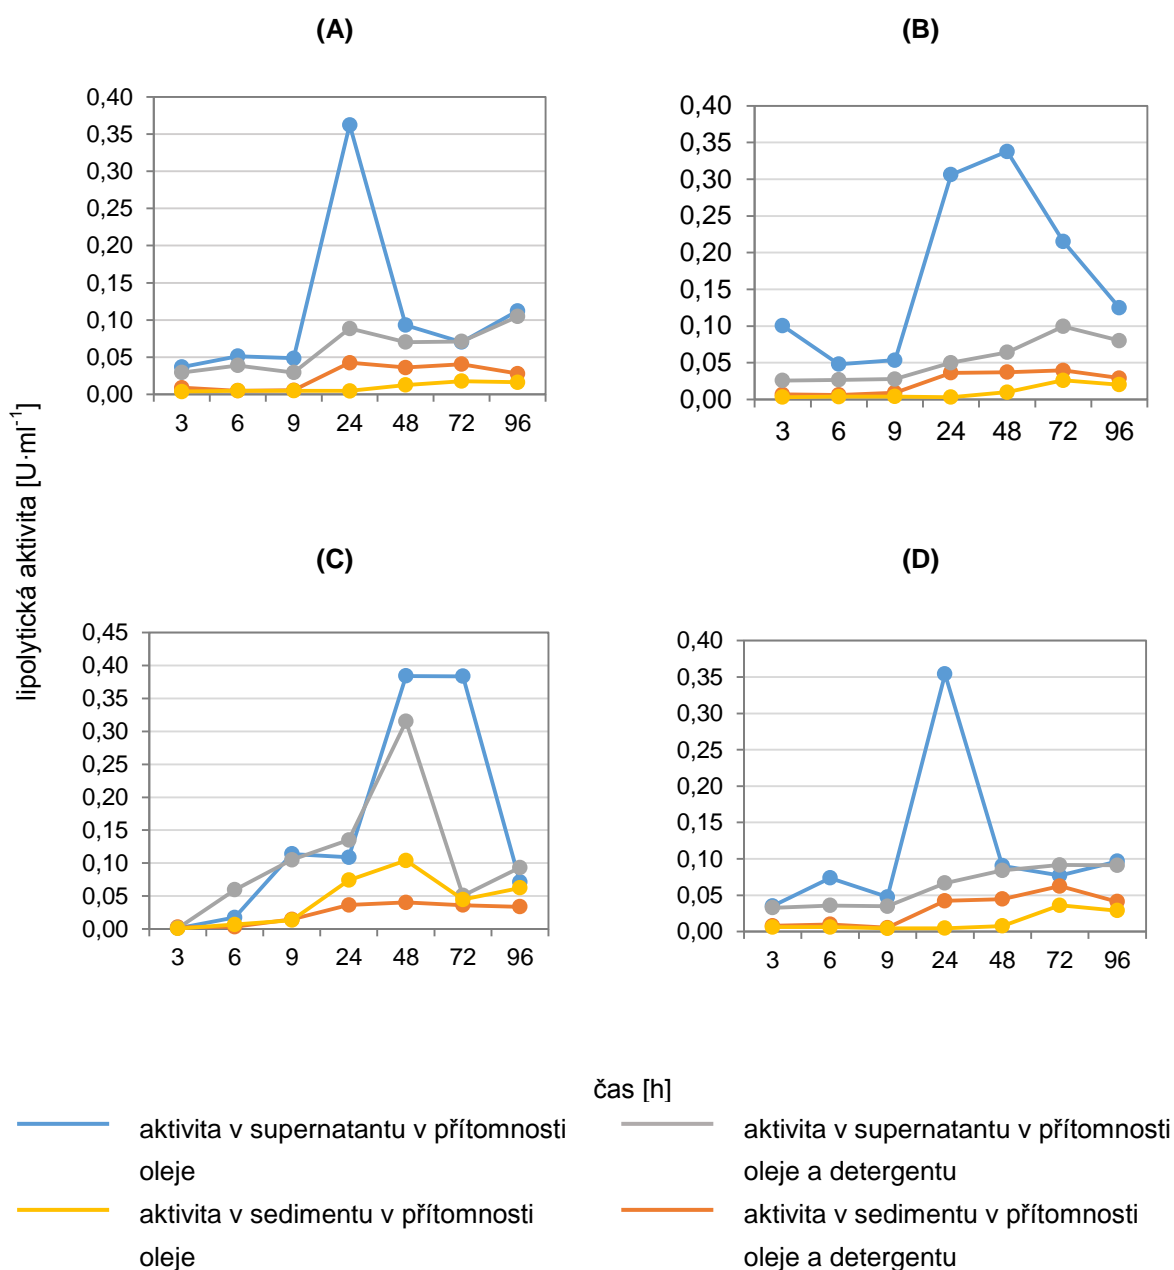 (A)
0,40
0,35
0,30
0,25
0,20
0,15
0,10
0,05
0,00
3 6 9 24 48 72 96
(B)
0,40
0,35
0,30
0,25
0,20
0,15
0,10
0,05
0,00
3 6 9 24 48 72 96
lipolytická aktivita [U·ml⁻¹]
(C)
0,45
0,40
0,35
0,30
0,25
0,20
0,15
0,10
0,05
0,00
3 6 9 24 48 72 96
(D)
0,40
0,35
0,30
0,25
0,20
0,15
0,10
0,05
0,00
3 6 9 24 48 72 96
čas [h]
aktivita v supernatantu v přítomnosti
oleje
aktivita v supernatantu v přítomnosti
oleje a detergentu
aktivita v sedimentu v přítomnosti
oleje
aktivita v sedimentu v přítomnosti
oleje a detergentu